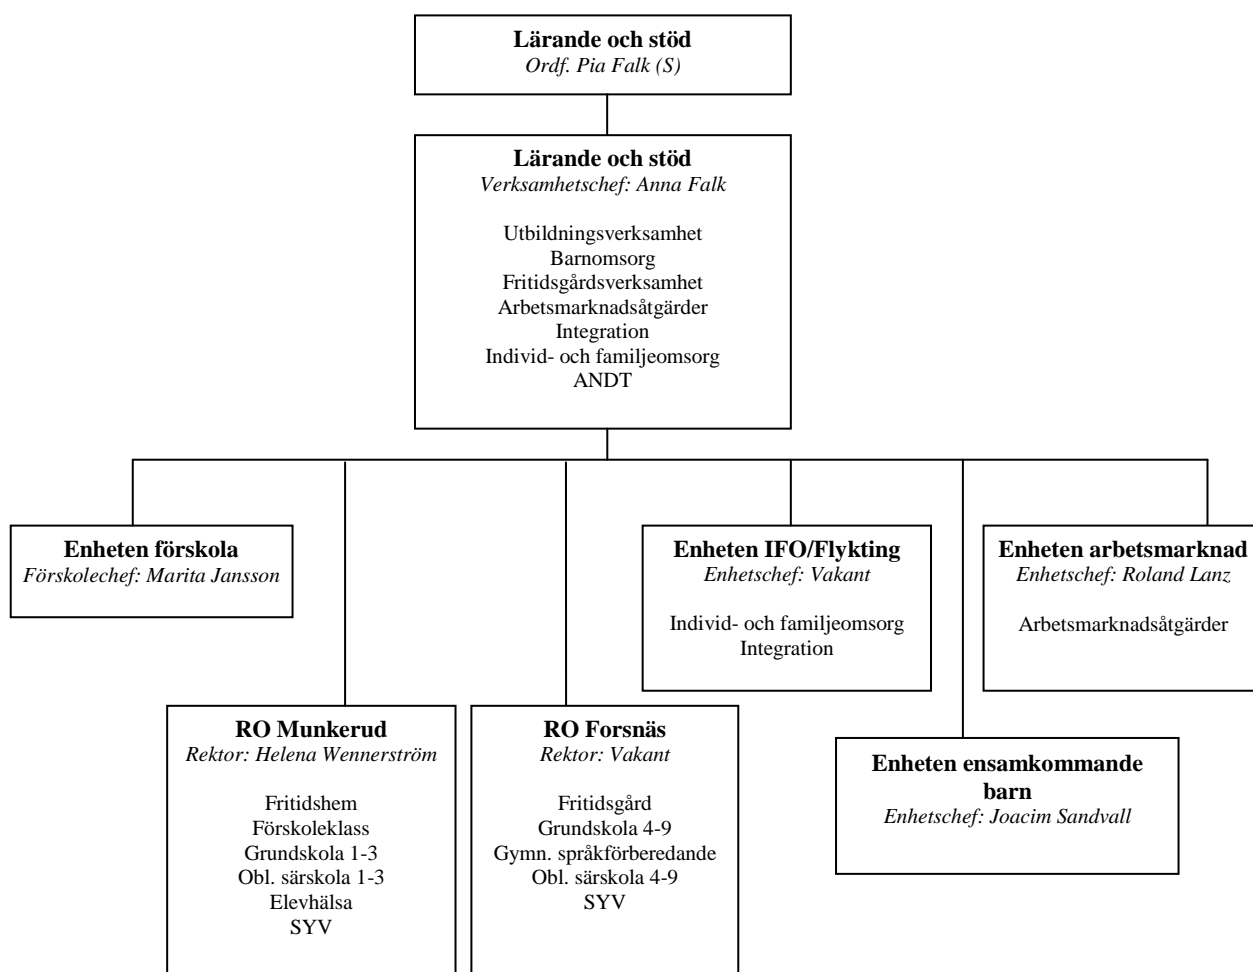 Lärande och stöd
Ordf. Pia Falk (S)
Lärande och stöd
Verksamhetschef: Anna Falk
Utbildningsverksamhet
Barnomsorg
Fritidsgårdsverksamhet
Arbetsmarknadsåtgärder
Integration
Individ- och familjeomsorg
ANDT
Enheten förskola
Förskolechef: Marita Jansson
Enheten IFO/Flykting
Enhetschef: Vakant
Individ- och familjeomsorg
Integration
Enheten arbetsmarknad
Enhetschef: Roland Lanz
Arbetsmarknadsåtgärder
RO Munkerud
Rektor: Helena Wennerström
Fritidshem
Förskoleklass
Grundskola 1-3
Obl. särskola 1-3
Elevhälsa
SYV
RO Forsnäs
Rektor: Vakant
Fritidsgård
Grundskola 4-9
Gymn. språkförberedande
Obl. särskola 4-9
SYV
Enheten ensamkommande
barn
Enhetschef: Joacim Sandvall